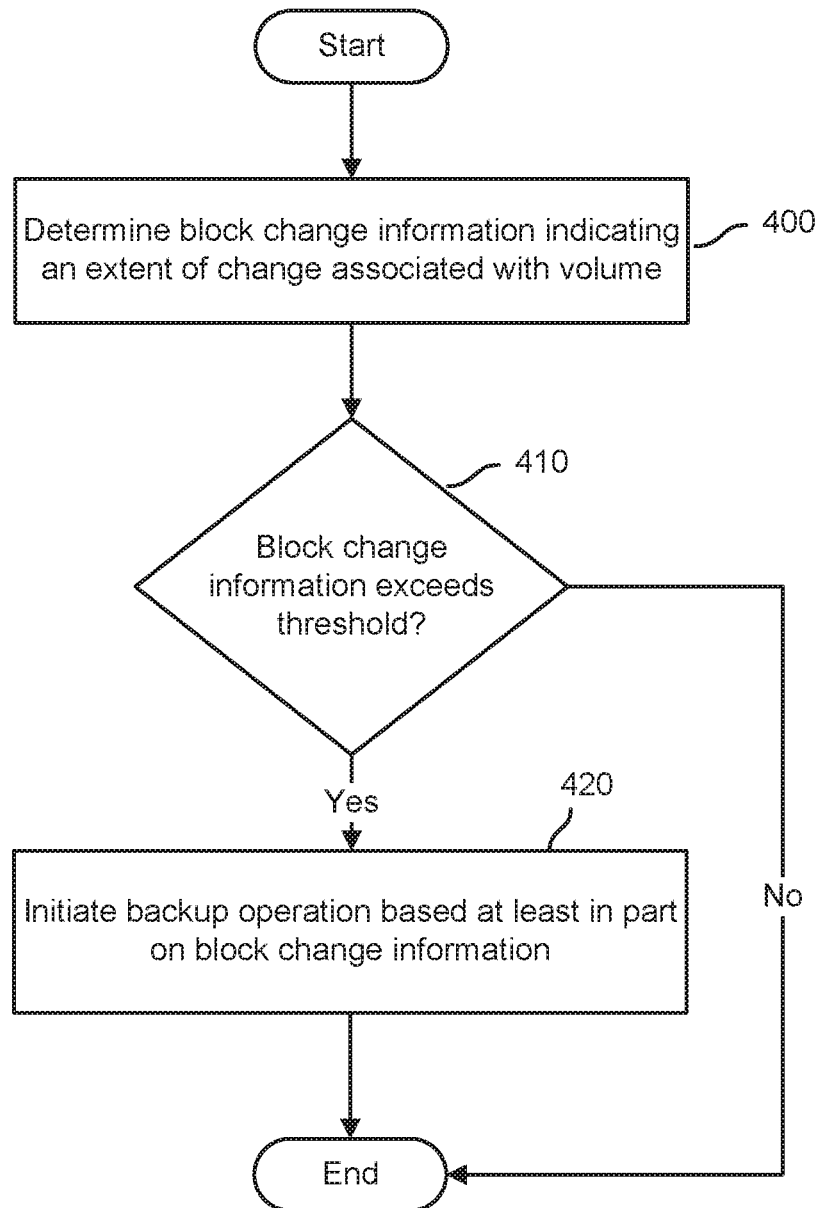 Start
Determine block change information indicating
an extent of change associated with volume
400
410
Block change
information exceeds
threshold?
Yes
420
No
Initiate backup operation based at least in part
on block change information
End